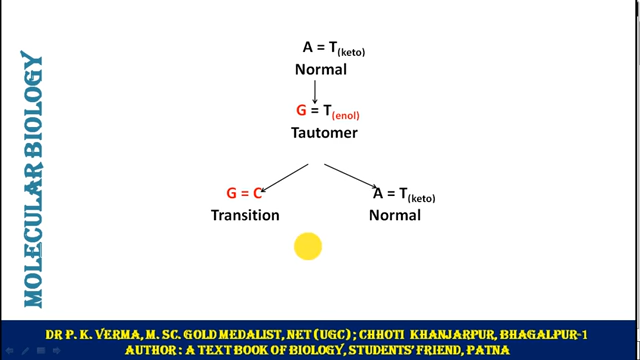 MOLECULAR BIOLOGY
A = T(keto)
Normal
G = T(enol)
Tautomer
G = C
Transition
A = T(keto)
Normal
DR P. K. VERMA, M. SC. GOLD MEDALIST, NET (UGC) ; CHHOTI KHANJARPUR, BHAGALPUR-1
AUTHOR : A TEXT BOOK OF BIOLOGY, STUDENTS' FRIEND, PATNA